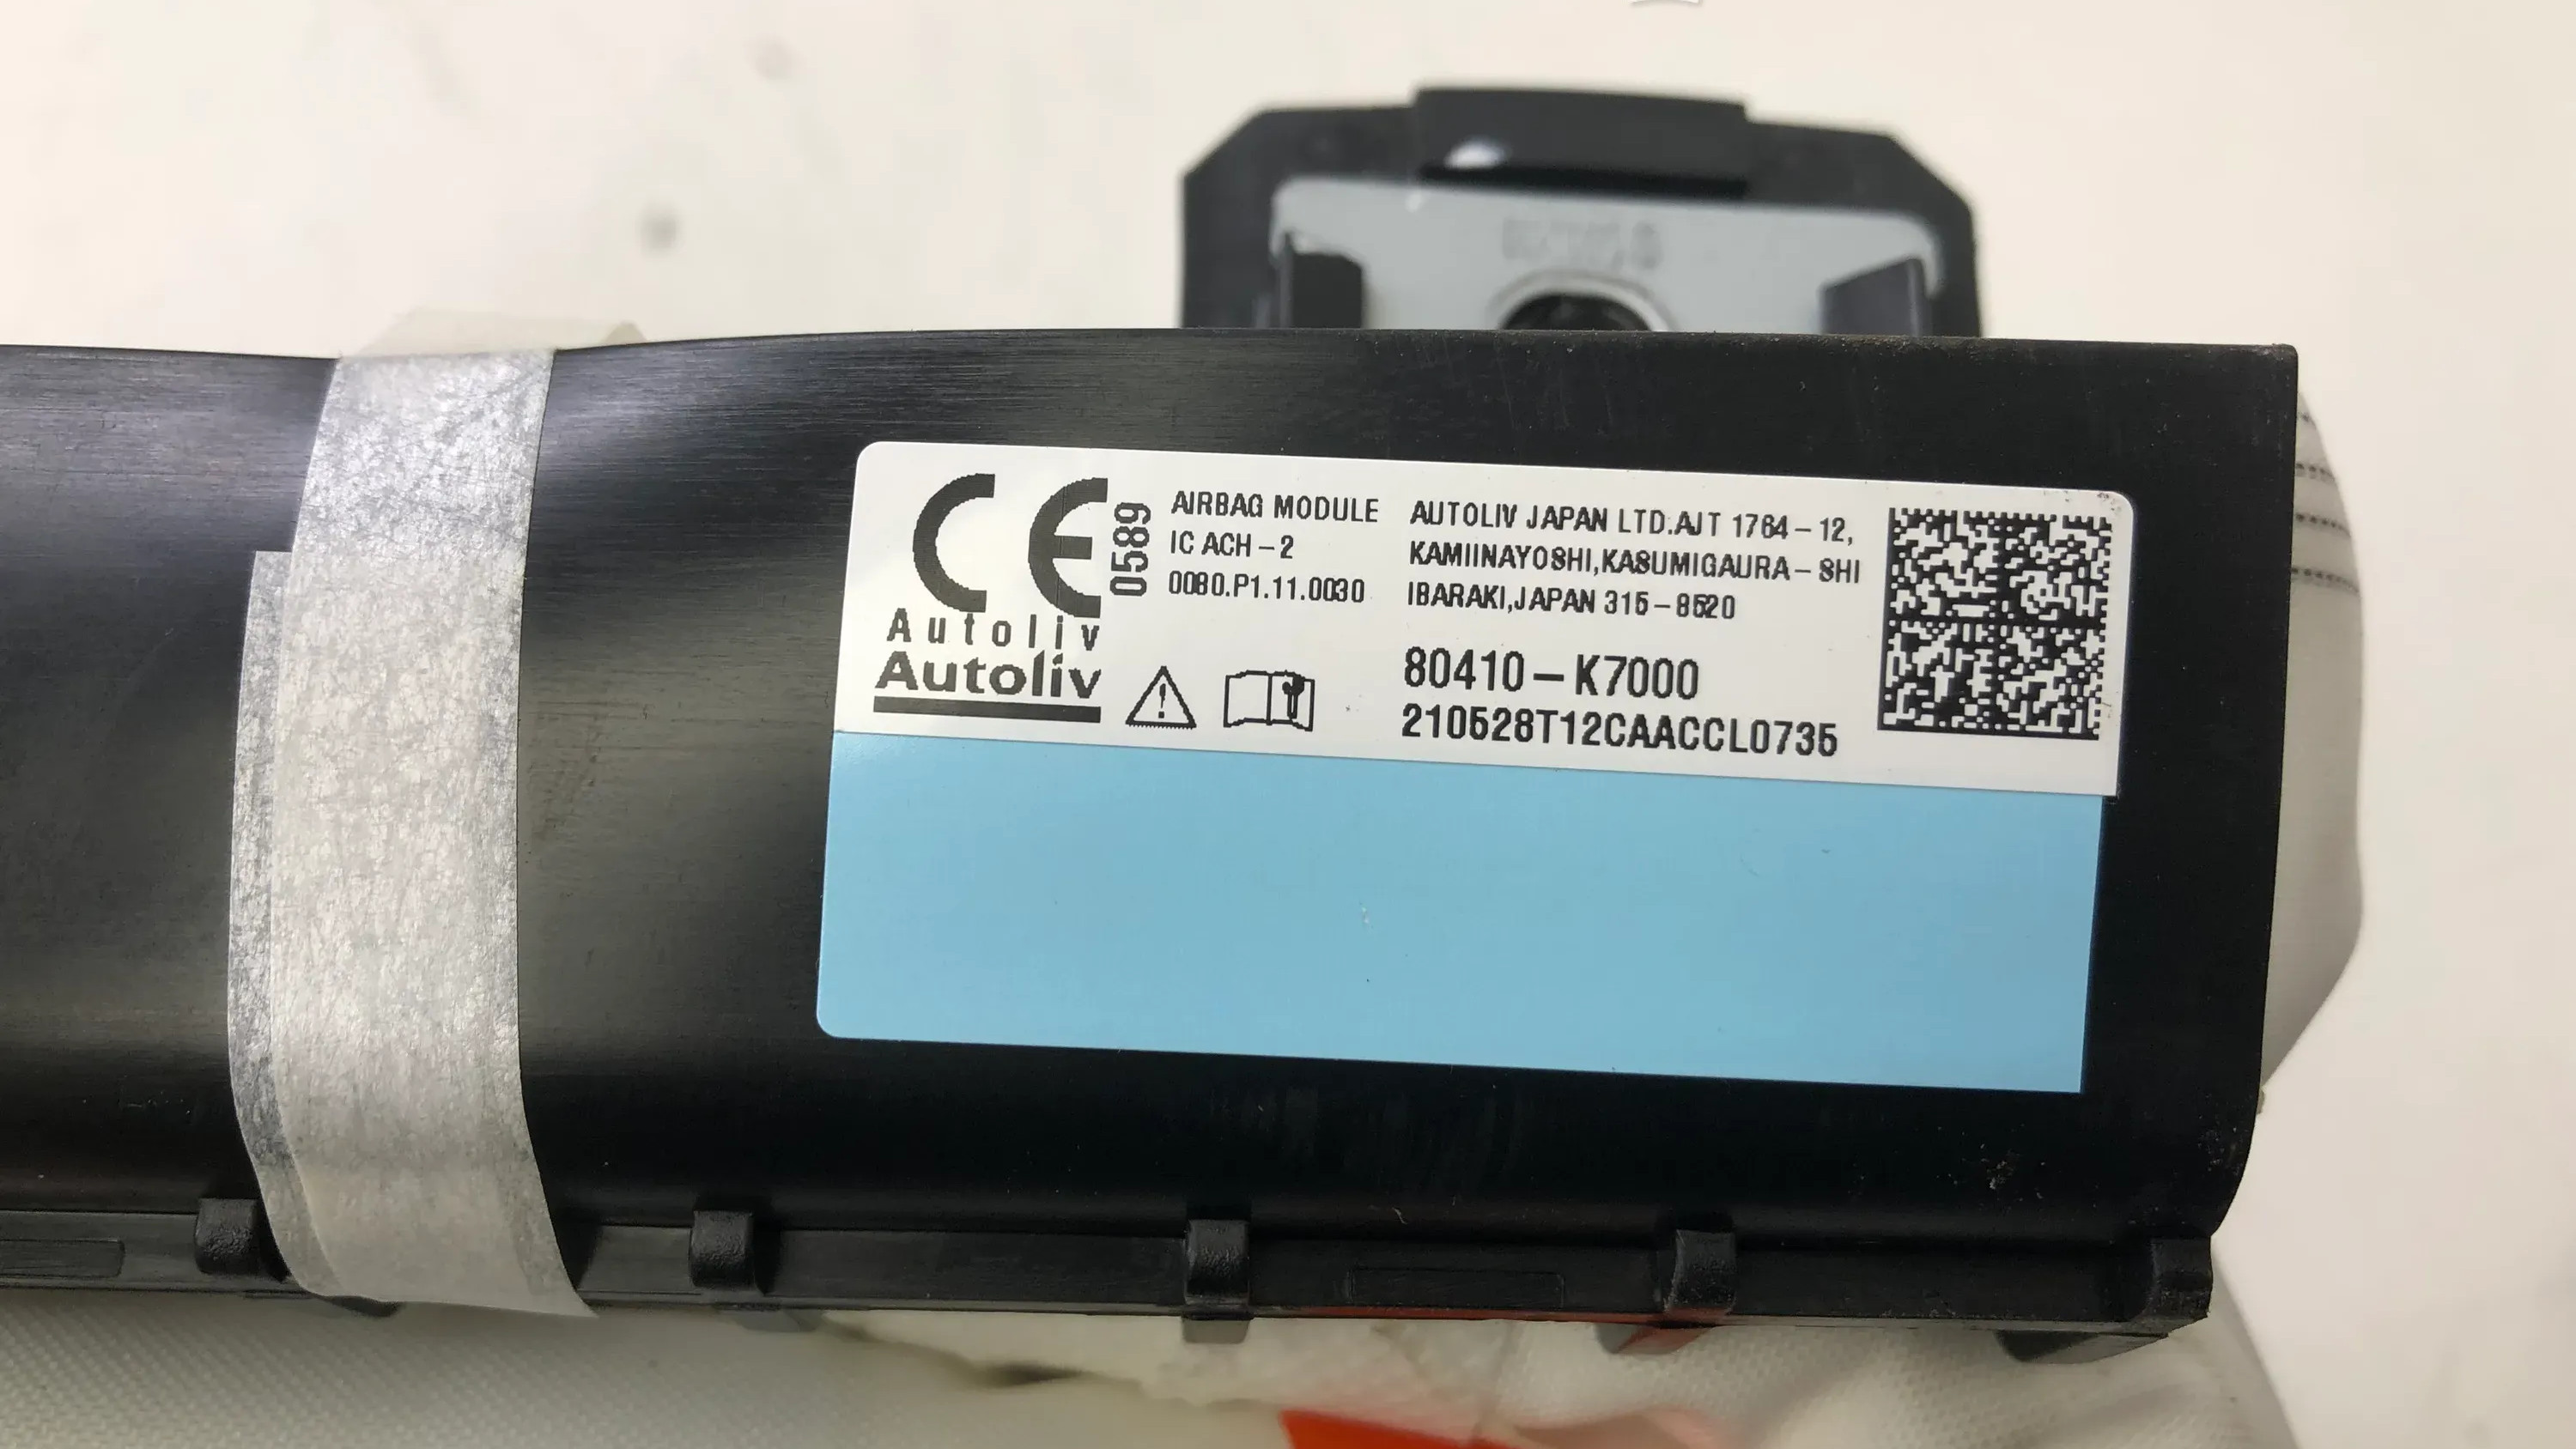 CE 0589
Autoliv
Autoliv
AIRBAG MODULE
IC ACH-2
0080.P1.11.0030
AUTOLIV JAPAN LTD.AJT 1764-12,
KAMIINAYOSHI,KASUMIGAURA-SHI
IBARAKI,JAPAN 315-8520
80410-K7000
210528T12CAACCL0735